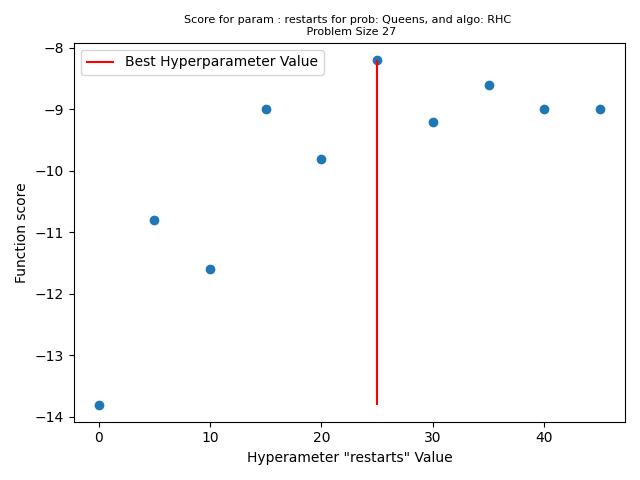 Score for param : restarts for prob: Queens, and algo: RHC
Problem Size 27
Best Hyperparameter Value
−8
−9
−10
−11
−12
−13
−14
Function score
0 10 20 30 40
Hyperameter "restarts" Value